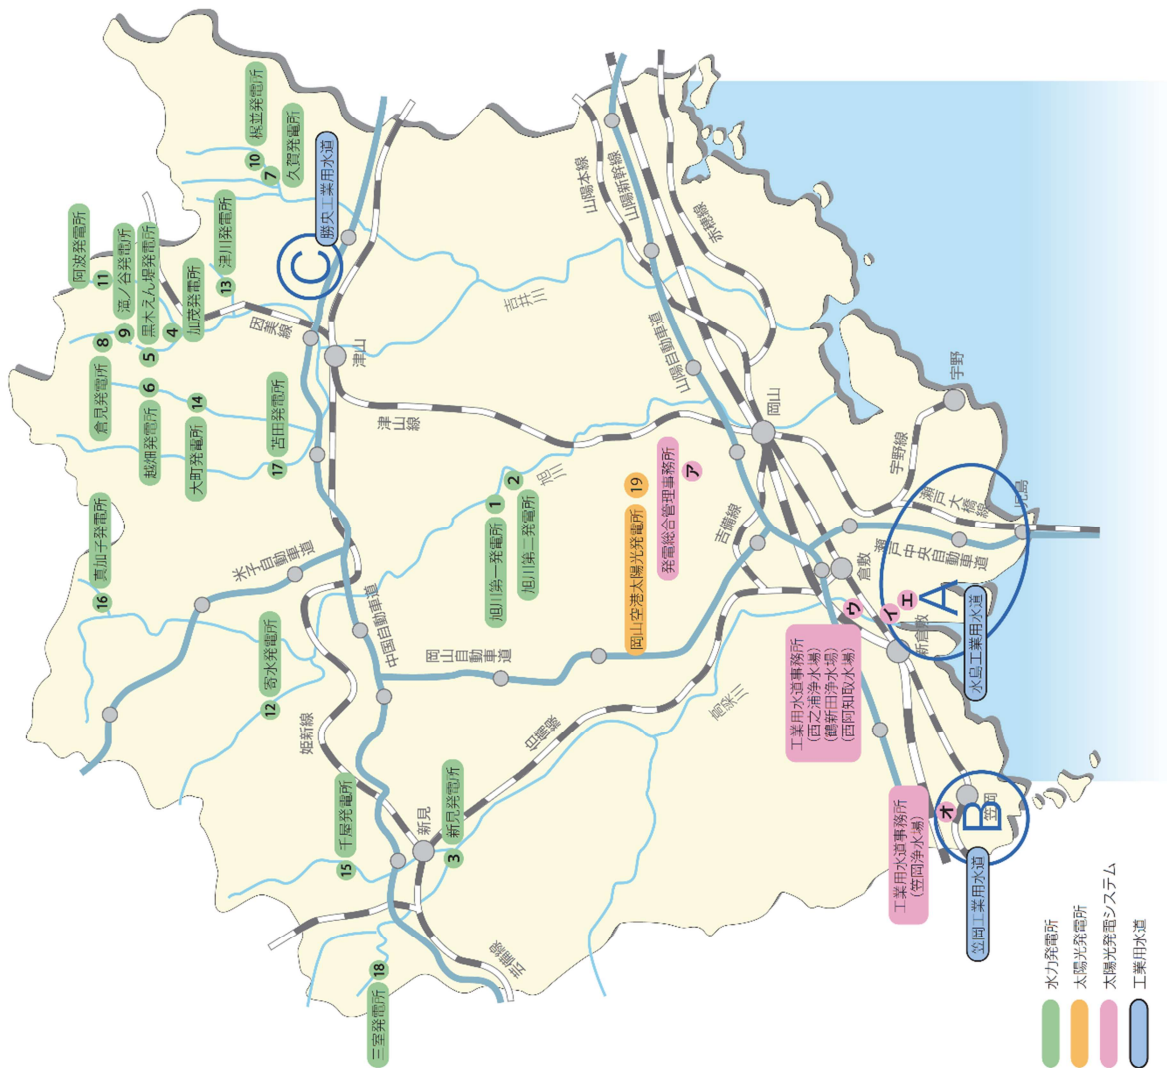 16
真加子発電所
倉見発電所
8
11
阿波発電所
9
滝ノ谷発電所
越畑発電所
6
5
黒木えん堤発電所
大町発電所
14
4
加茂発電所
13
津川発電所
10
梶並発電所
7
久賀発電所
17
苫田発電所
因美線
C
勝央工業用水道
12
寄水発電所
米子自動車道
姫新線
津山
15
千屋発電所
中国自動車道
津山線
吉井川
三室発電所
18
新見
3
新見発電所
岡山自動車道
旭川第一発電所
1
旭川第二発電所
2
旭川
芸備線
伯備線
高梁川
岡山空港太陽光発電所
19
発電総合管理事務所
ア
山陽自動車道
山陽本線
山陽新幹線
赤穂線
吉備線
岡山
工業用水道事務所
(西之浦浄水場)
(鶴新田浄水場)
(西阿知取水場)
ウ
倉敷
イ
エ
新倉敷
A
水島工業用水道
瀬戸中央自動車道
瀬戸大橋線
宇野線
宇野
児島
工業用水道事務所
(笠岡浄水場)
オ
B
笠岡
笠岡工業用水道
水力発電所
太陽光発電所
太陽光発電システム
工業用水道